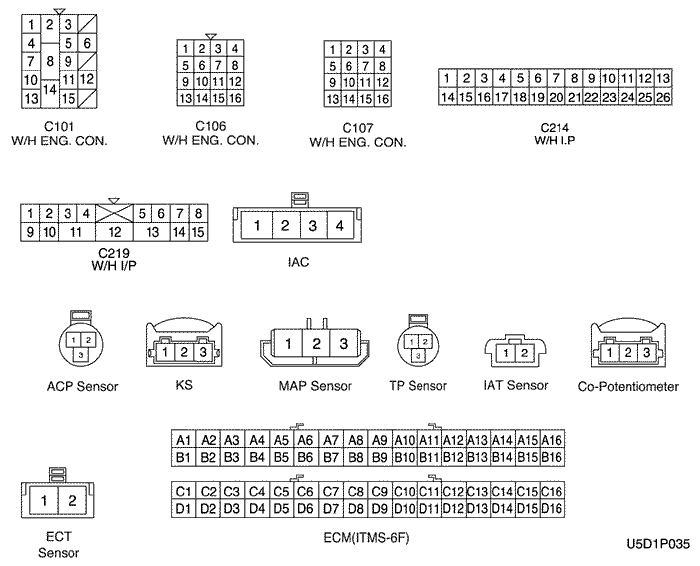 1 2 3
4 5 6
7 8 9
10 11 12
13 14 15
C101
W/H ENG. CON.
1 2 3 4
5 6 7 8
9 10 11 12
13 14 15 16
C106
W/H ENG. CON.
1 2 3 4
5 6 7 8
9 10 11 12
13 14 15 16
C107
W/H ENG. CON.
1 2 3 4 5 6 7 8 9 10 11 12 13
14 15 16 17 18 19 20 21 22 23 24 25 26
C214
W/H I.P
1 2 3 4 5 6 7 8
9 10 11 12 13 14 15
C219
W/H I/P
1 2 3 4
IAC
1 2
3
ACP Sensor
1 2 3
KS
1 2 3
MAP Sensor
1 2
3
TP Sensor
1 2
IAT Sensor
1 2 3
Co-Potentiometer
1 2
ECT
Sensor
A1 A2 A3 A4 A5 A6 A7 A8 A9 A10 A11 A12 A13 A14 A15 A16
B1 B2 B3 B4 B5 B6 B7 B8 B9 B10 B11 B12 B13 B14 B15 B16
C1 C2 C3 C4 C5 C6 C7 C8 C9 C10 C11 C12 C13 C14 C15 C16
D1 D2 D3 D4 D5 D6 D7 D8 D9 D10 D11 D12 D13 D14 D15 D16
ECM(ITMS-6F)
U5D1P035